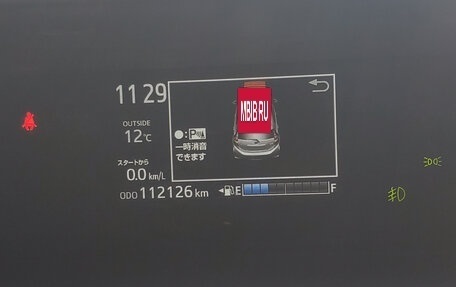 11 29
OUTSIDE
12℃
スタートから
0.0 km/L
ODO 112126 km
●:P
一時消音
できます
MBIB RU
E F